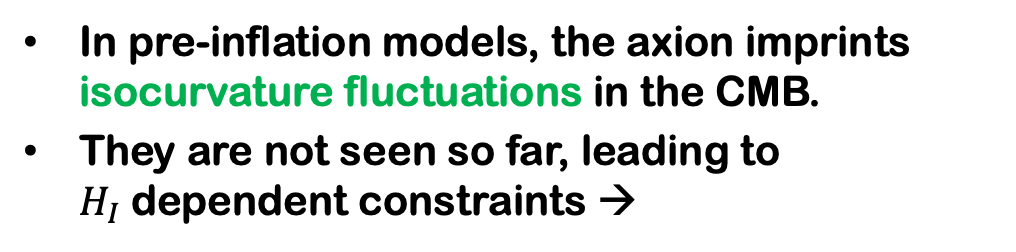 • In pre-inflation models, the axion imprints
isocurvature fluctuations in the CMB.
• They are not seen so far, leading to
H_I dependent constraints →